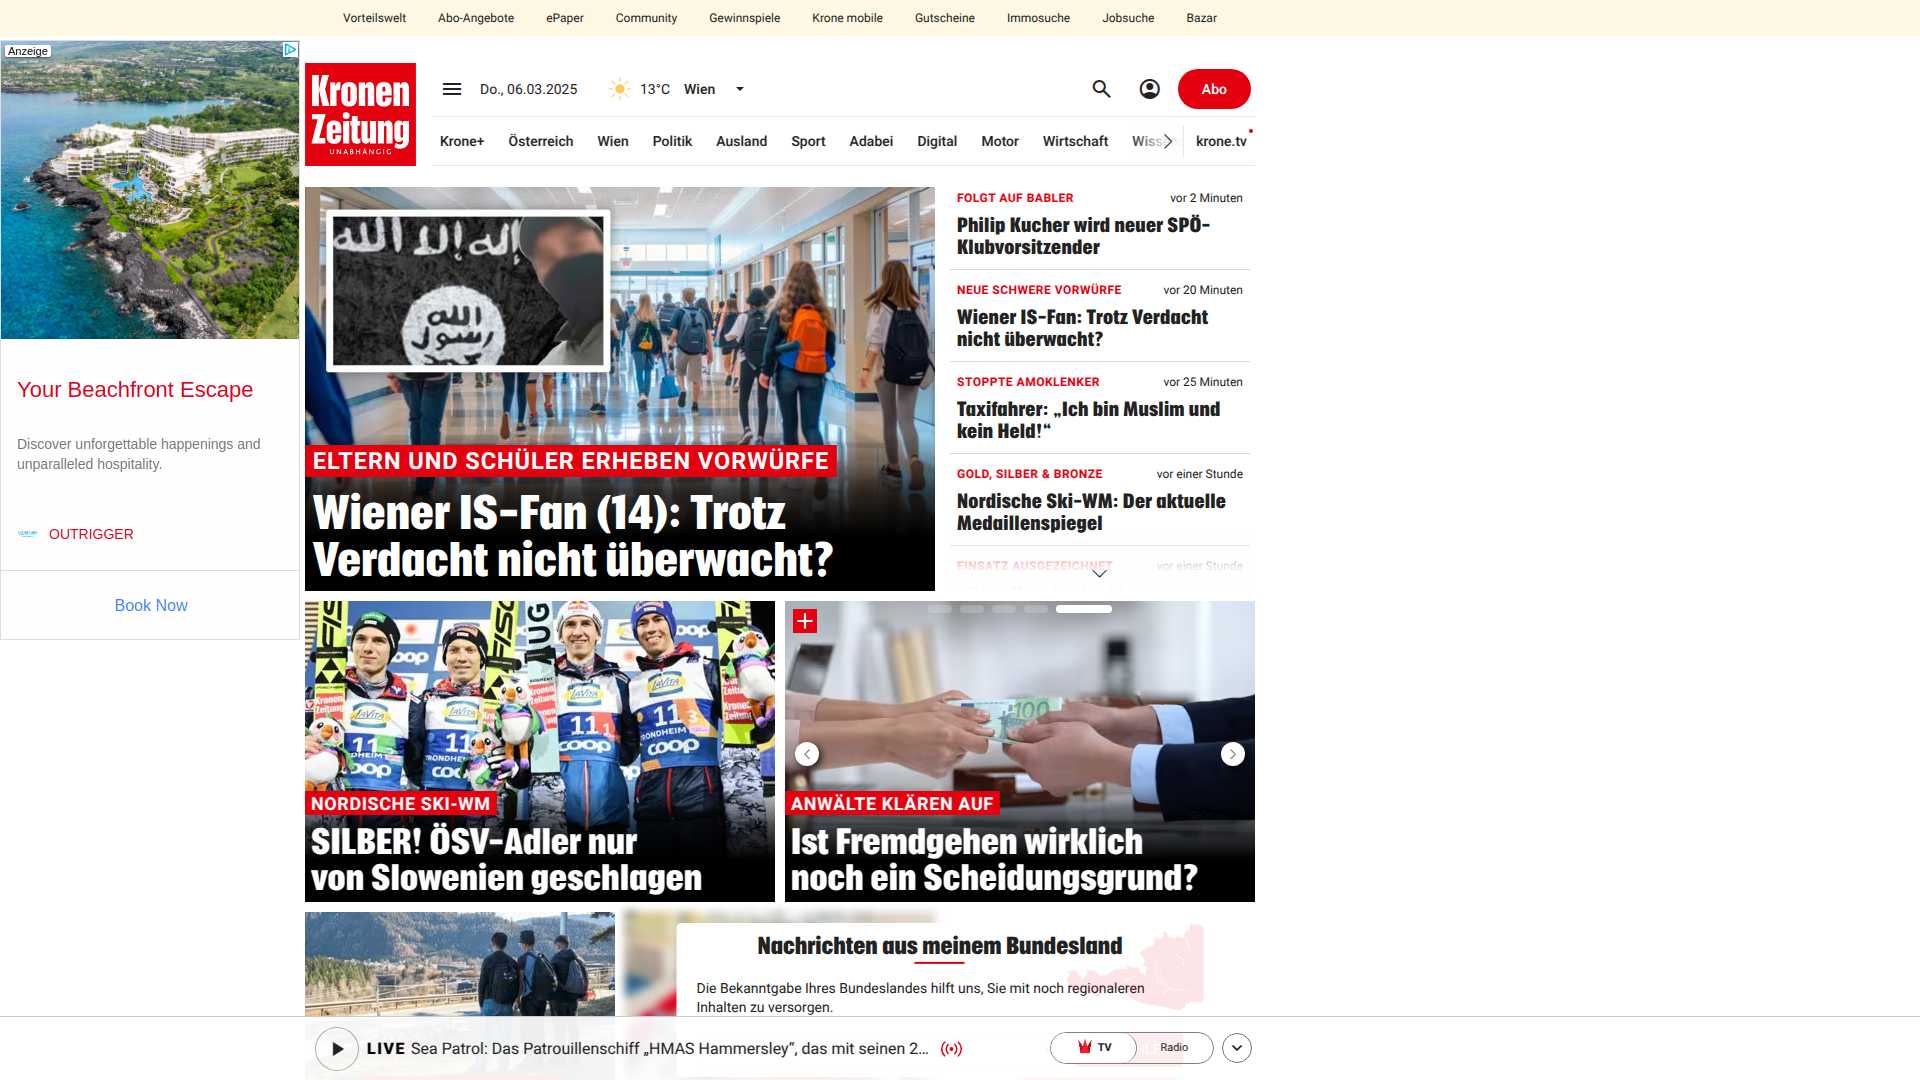 Vorteilswelt Abo-Angebote ePaper Community Gewinnspiele Krone mobile Gutscheine Immosuche Jobsuche Bazar
Anzeige
Your Beachfront Escape
Discover unforgettable happenings and
unparalleled hospitality.
OUTRIGGER
Book Now
Kronen
Zeitung
UNABHÄNGIG
Do., 06.03.2025 13°C Wien
Abo
Krone+ Österreich Wien Politik Ausland Sport Adabei Digital Motor Wirtschaft krone.tv
ELTERN UND SCHÜLER ERHEBEN VORWÜRFE
Wiener IS-Fan (14): Trotz
Verdacht nicht überwacht?
FOLGT AUF BABLER vor 2 Minuten
Philip Kucher wird neuer SPÖ-
Klubvorsitzender
NEUE SCHWERE VORWÜRFE vor 20 Minuten
Wiener IS-Fan: Trotz Verdacht
nicht überwacht?
STOPPTE AMOKLENKER vor 25 Minuten
Taxifahrer: „Ich bin Muslim und
kein Held!“
GOLD, SILBER & BRONZE vor einer Stunde
Nordische Ski-WM: Der aktuelle
Medaillenspiegel
EINSATZ AUSGEZEICHNET vor einer Stunde
NORDISCHE SKI-WM
SILBER! ÖSV-Adler nur
von Slowenien geschlagen
ANWÄLTE KLÄREN AUF
Ist Fremdgehen wirklich
noch ein Scheidungsgrund?
Nachrichten aus meinem Bundesland
Die Bekanntgabe Ihres Bundeslandes hilft uns, Sie mit noch regionaleren
Inhalten zu versorgen.
LIVE Sea Patrol: Das Patrouillenschiff „HMAS Hammersley“, das mit seinen 2...
TV Radio